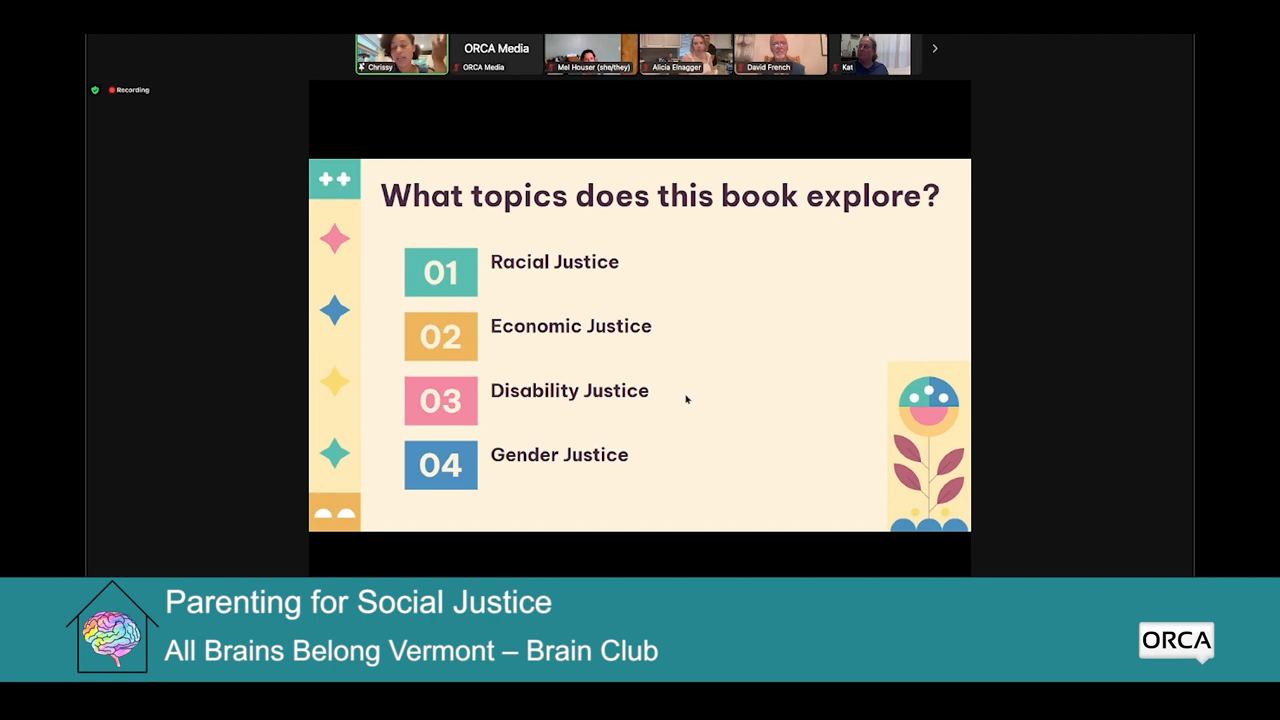 ORCA Media
Chrissy
ORCA Media
Mel Houser (she/they)
Alicia Elnagger
David French
Kat
Recording
What topics does this book explore?
01 Racial Justice
02 Economic Justice
03 Disability Justice
04 Gender Justice
Parenting for Social Justice
All Brains Belong Vermont – Brain Club
ORCA